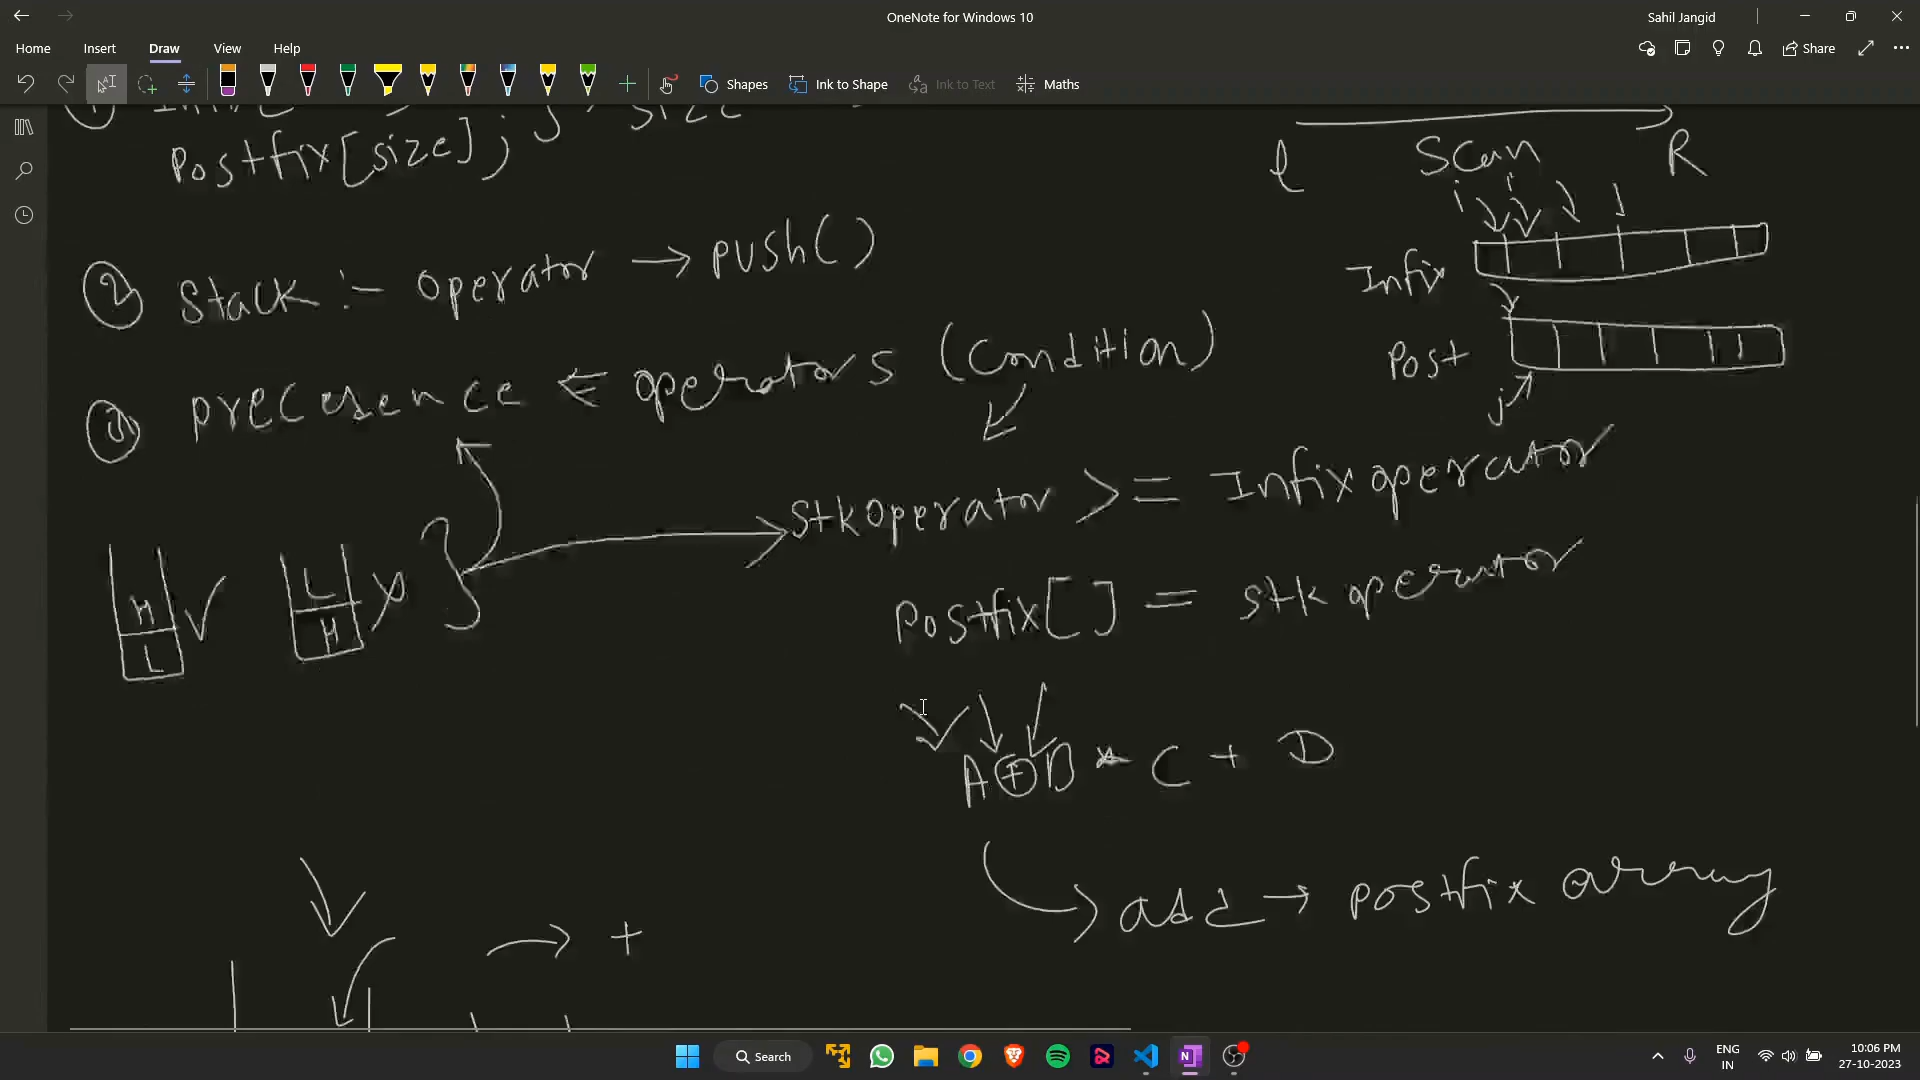 OneNote for Windows 10
Sahil Jangid
Home Insert Draw View Help
Share
Shapes Ink to Shape Ink to Text Maths
Postfix[size];
l Scan R
i
② Stack :- operator → push()
Infix
Post
j
precesence ← operators (Condition)
stkoperator >= Infix operator
H
L
L
H
Postfix[] = stk operator
A + B * C + D
add → postfix array
→ +
Search
ENG
IN
10:06 PM
27-10-2023